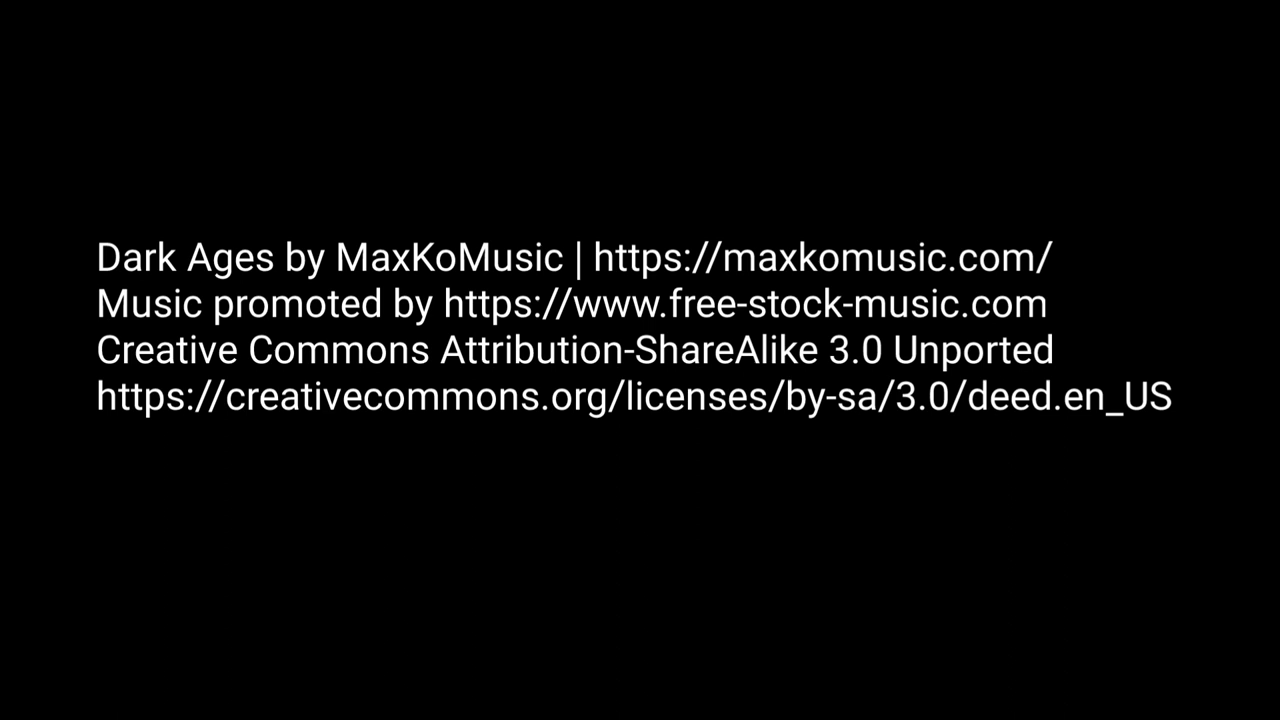 Dark Ages by MaxKoMusic | https://maxkomusic.com/
Music promoted by https://www.free-stock-music.com
Creative Commons Attribution-ShareAlike 3.0 Unported
https://creativecommons.org/licenses/by-sa/3.0/deed.en_US